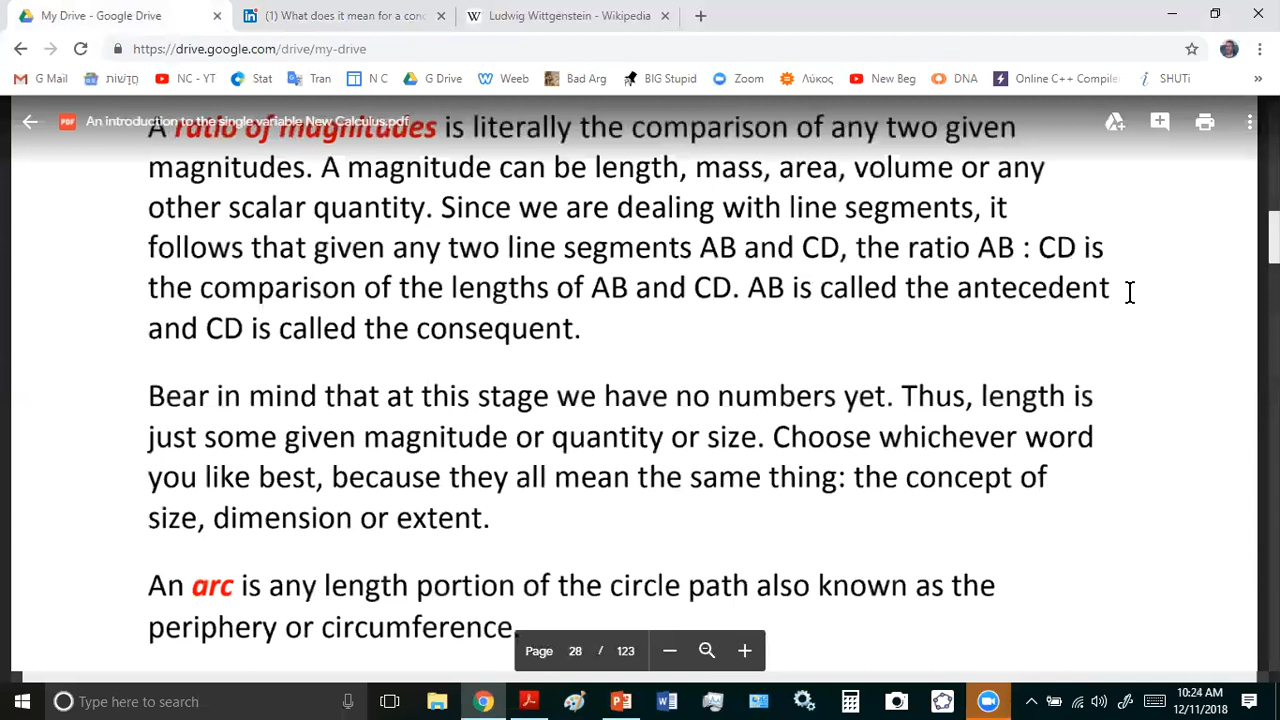 My Drive - Google Drive
(1) What does it mean for a conc
Ludwig Wittgenstein - Wikipedia
https://drive.google.com/drive/my-drive
G Mail
חֲדָשׁוֹת
NC - YT
Stat
Tran
N C
G Drive
Weeb
Bad Arg
BIG Stupid
Zoom
Λύκος
New Beg
DNA
Online C++ Compile
SHUTi
An introduction to the single variable New Calculus.pdf
A ratio of magnitudes is literally the comparison of any two given
magnitudes. A magnitude can be length, mass, area, volume or any
other scalar quantity. Since we are dealing with line segments, it
follows that given any two line segments AB and CD, the ratio AB : CD is
the comparison of the lengths of AB and CD. AB is called the antecedent
and CD is called the consequent.
Bear in mind that at this stage we have no numbers yet. Thus, length is
just some given magnitude or quantity or size. Choose whichever word
you like best, because they all mean the same thing: the concept of
size, dimension or extent.
An arc is any length portion of the circle path also known as the
periphery or circumference.
Page 28 / 123
Type here to search
10:24 AM
12/11/2018